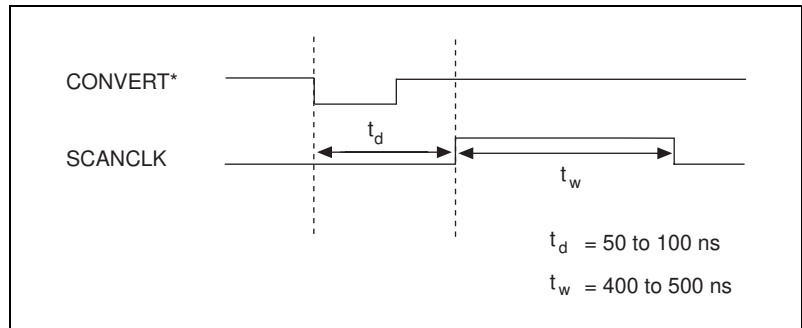 CONVERT*
t_d
SCANCLK
t_w
t_d = 50 to 100 ns
t_w = 400 to 500 ns